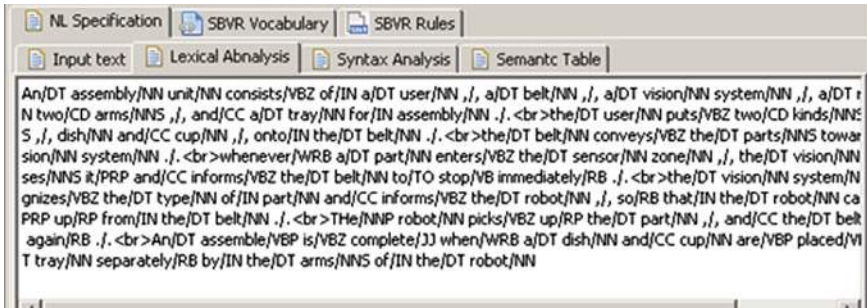 NL Specification SBVR Vocabulary SBVR Rules
Input text Lexical Abnalysis Syntax Analysis Semantc Table
An/DT assembly/NN unit/NN consists/VBZ of/IN a/DT user/NN ,/, a/DT belt/NN ,/, a/DT vision/NN system/NN ,/, a/DT r
N two/CD arms/NNS ,/, and/CC a/DT tray/NN for/IN assembly/NN ./. <br>the/DT user/NN puts/VBZ two/CD kinds/NNS
S ,/, dish/NN and/CC cup/NN ,/, onto/IN the/DT belt/NN ./. <br>the/DT belt/NN conveys/VBZ the/DT parts/NNS towar
sion/NN system/NN ./. <br>whenever/WRB a/DT part/NN enters/VBZ the/DT sensor/NN zone/NN ,/, the/DT vision/NN
ses/NNS it/PRP and/CC informs/VBZ the/DT belt/NN to/TO stop/VB immediately/RB ./. <br>the/DT vision/NN system/N
gnizes/VBZ the/DT type/NN of/IN part/NN and/CC informs/VBZ the/DT robot/NN ,/, so/RB that/IN the/DT robot/NN ca
PRP up/RP from/IN the/DT belt/NN ./. <br>THe/NNP robot/NN picks/VBZ up/RP the/DT part/NN ,/, and/CC the/DT belt
again/RB ./. <br>An/DT assemble/VBP is/VBZ complete/JJ when/WRB a/DT dish/NN and/CC cup/NN are/VBP placed/VI
T tray/NN separately/RB by/IN the/DT arms/NNS of/IN the/DT robot/NN